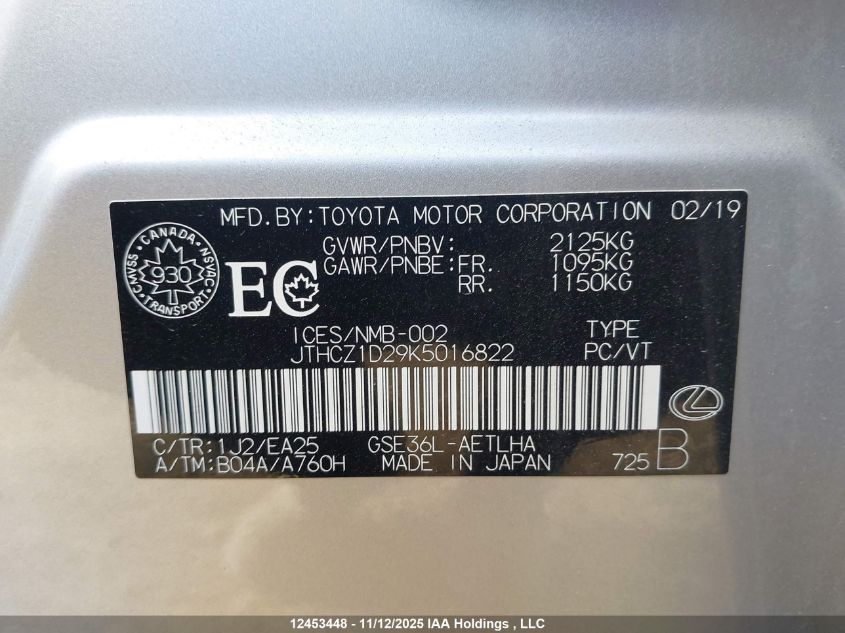 MFD.BY:TOYOTA MOTOR CORPORATION 02/19
GVWR/PNBV: 2125KG
GAWR/PNBE:FR. 1095KG
RR. 1150KG
CANADA
CMVSS 930 NSVAC
TRANSPORT
EC
ICES/NMB-002 TYPE
JTHCZ1D29K5016822 PC/VT
C/TR:1J2/EA25 GSE36L-AETLHA
A/TM:B04A/A760H MADE IN JAPAN 725 B
12453448 - 11/12/2025 IAA Holdings , LLC